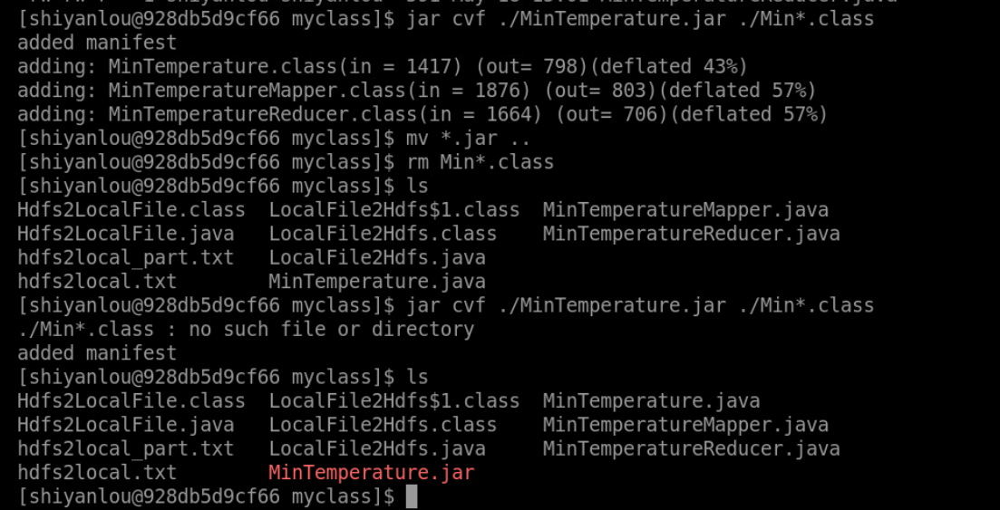 [shiyanlou@928db5d9cf66 myclass]$ jar cvf ./MinTemperature.jar ./Min*.class
added manifest
adding: MinTemperature.class(in = 1417) (out= 798)(deflated 43%)
adding: MinTemperatureMapper.class(in = 1876) (out= 803)(deflated 57%)
adding: MinTemperatureReducer.class(in = 1664) (out= 706)(deflated 57%)
[shiyanlou@928db5d9cf66 myclass]$ mv *.jar ..
[shiyanlou@928db5d9cf66 myclass]$ rm Min*.class
[shiyanlou@928db5d9cf66 myclass]$ ls
Hdfs2LocalFile.class  LocalFile2Hdfs$1.class  MinTemperatureMapper.java
Hdfs2LocalFile.java   LocalFile2Hdfs.class    MinTemperatureReducer.java
hdfs2local_part.txt   LocalFile2Hdfs.java
hdfs2local.txt        MinTemperature.java
[shiyanlou@928db5d9cf66 myclass]$ jar cvf ./MinTemperature.jar ./Min*.class
./Min*.class : no such file or directory
added manifest
[shiyanlou@928db5d9cf66 myclass]$ ls
Hdfs2LocalFile.class  LocalFile2Hdfs$1.class  MinTemperature.java
Hdfs2LocalFile.java   LocalFile2Hdfs.class    MinTemperatureMapper.java
hdfs2local_part.txt   LocalFile2Hdfs.java     MinTemperatureReducer.java
hdfs2local.txt        MinTemperature.jar
[shiyanlou@928db5d9cf66 myclass]$